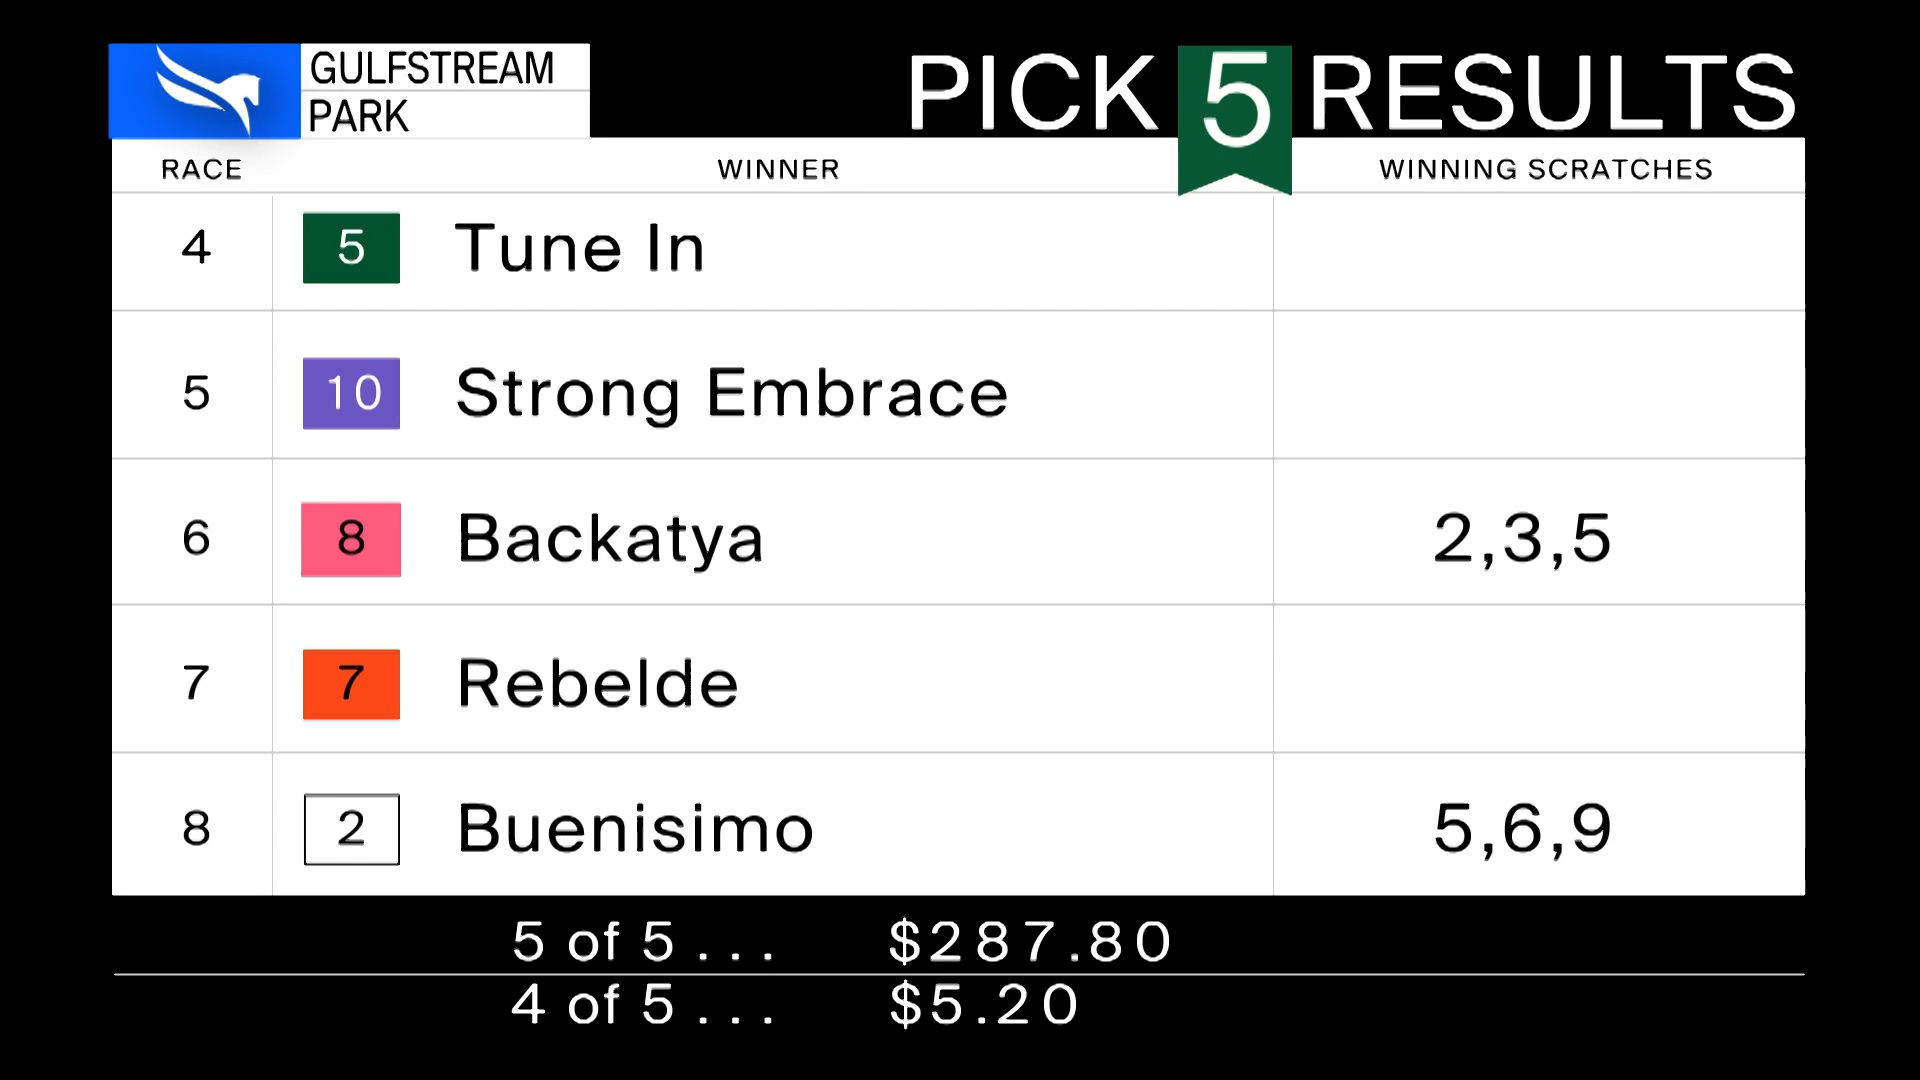 GULFSTREAM
PARK
PICK 5 RESULTS
RACE WINNER WINNING SCRATCHES
4 5 Tune In
5 10 Strong Embrace
6 8 Backatya 2,3,5
7 7 Rebelde
8 2 Buenisimo 5,6,9
5 of 5 . . . $287.80
4 of 5 . . . $5.20